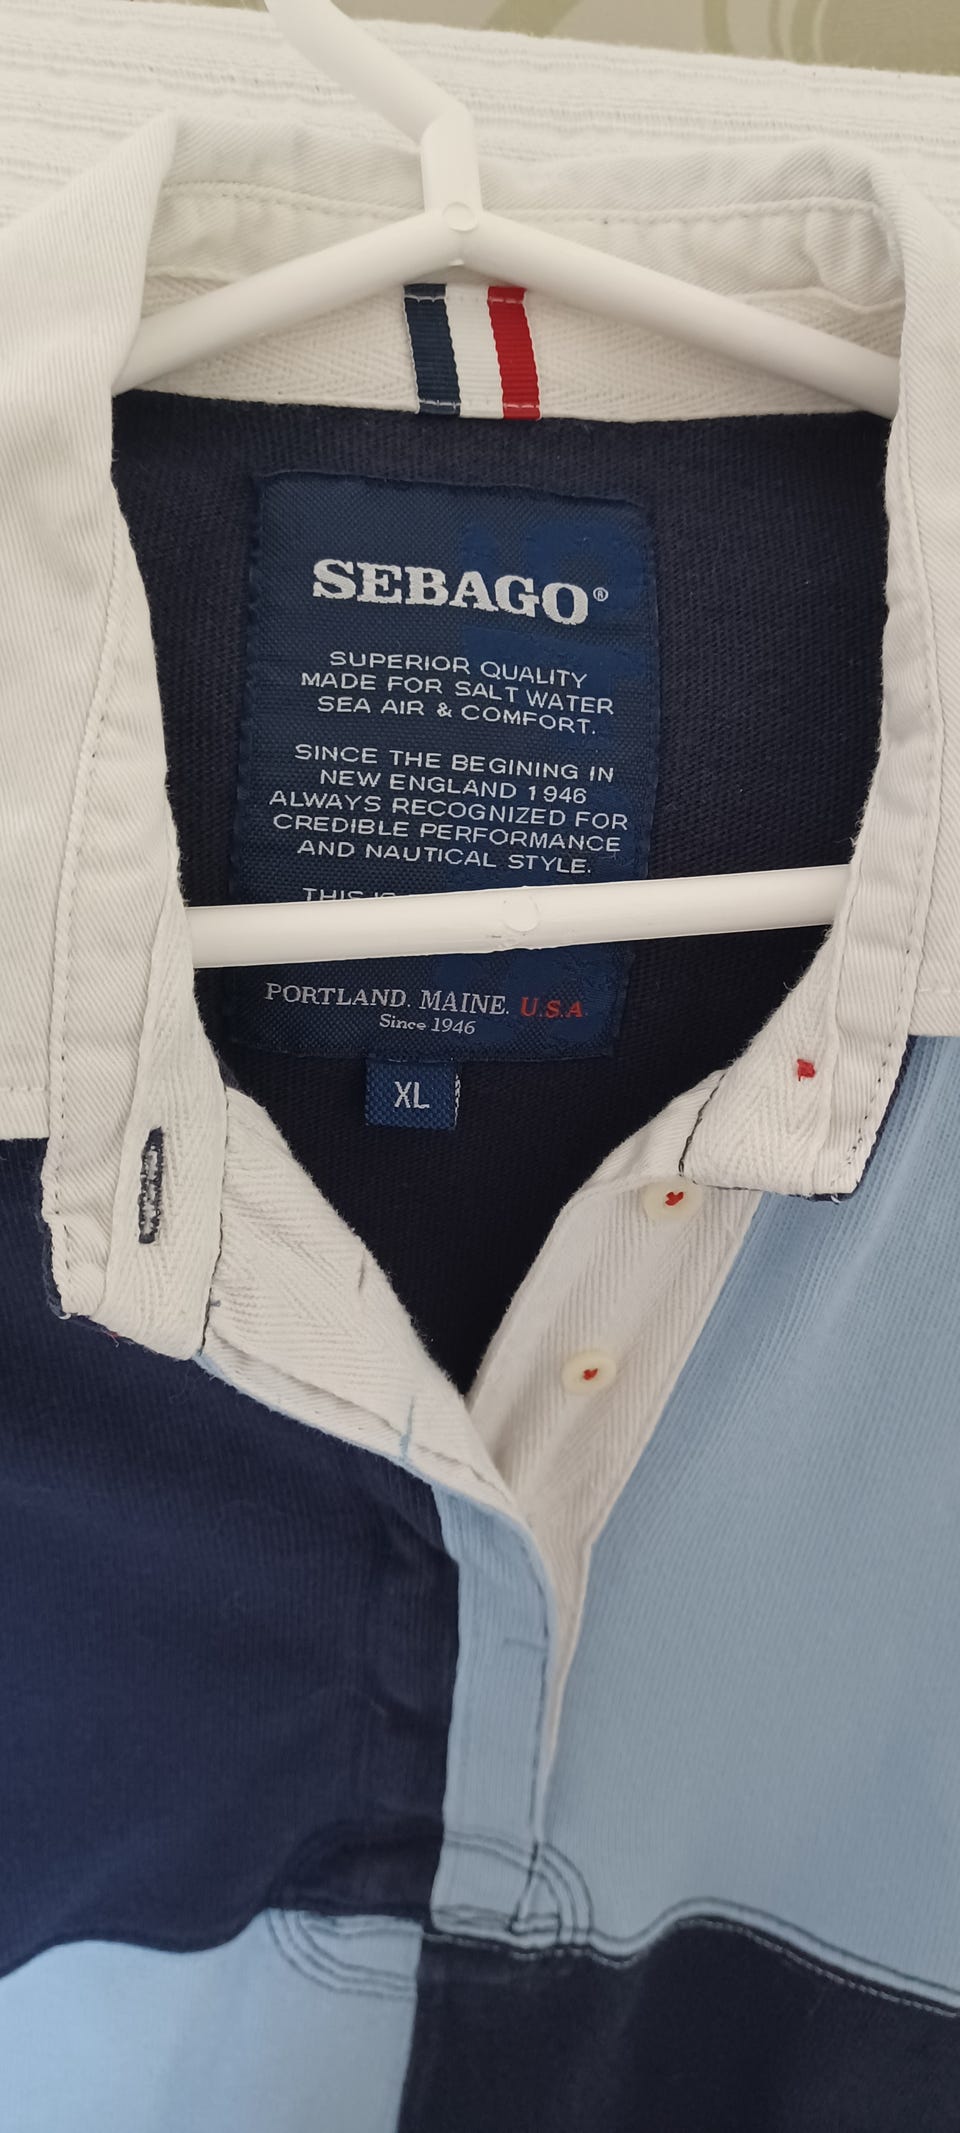 SEBAGO®
SUPERIOR QUALITY
MADE FOR SALT WATER
SEA AIR & COMFORT.
SINCE THE BEGINING IN
NEW ENGLAND 1946
ALWAYS RECOGNIZED FOR
CREDIBLE PERFORMANCE
AND NAUTICAL STYLE.
THIS
PORTLAND. MAINE. U.S.A.
Since 1946
XL